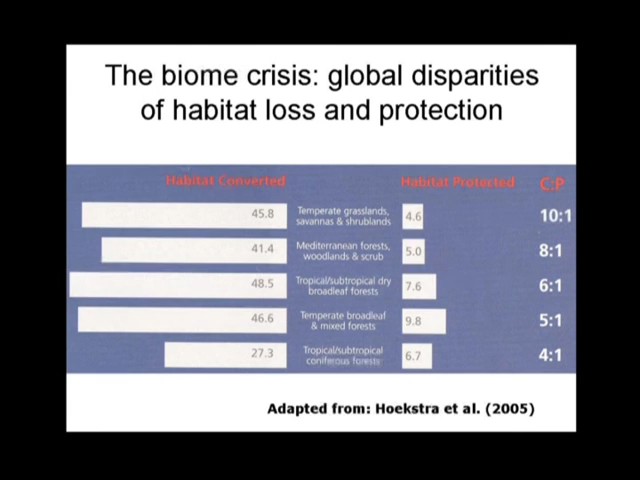 The biome crisis: global disparities
of habitat loss and protection
Habitat Converted Habitat Protected C:P
45.8 Temperate grasslands, savannas & shrublands 4.6 10:1
41.4 Mediterranean forests, woodlands & scrub 5.0 8:1
48.5 Tropical/subtropical dry broadleaf forests 7.6 6:1
46.6 Temperate broadleaf & mixed forests 9.8 5:1
27.3 Tropical/subtropical coniferous forests 6.7 4:1
Adapted from: Hoekstra et al. (2005)